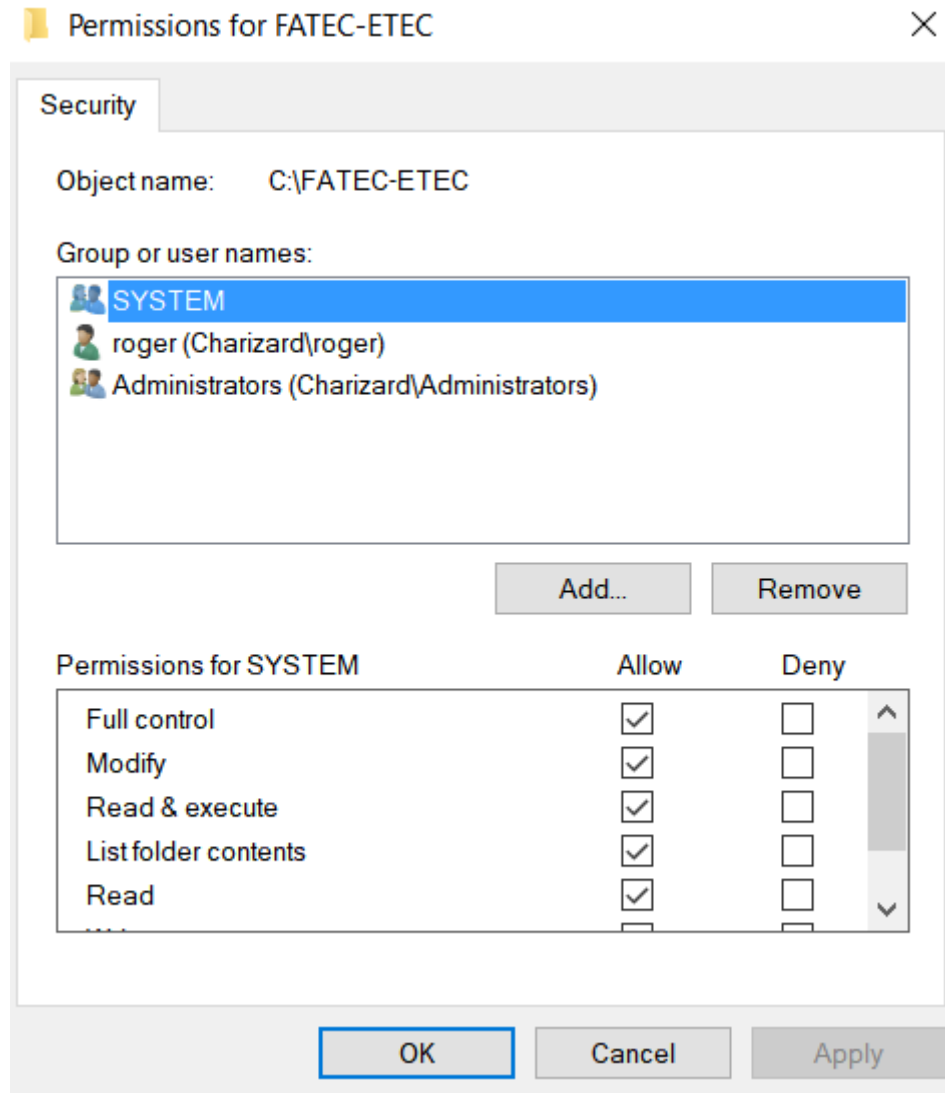 Permissions for FATEC-ETEC
Security
Object name: C:\FATEC-ETEC
Group or user names:
SYSTEM
roger (Charizard\roger)
Administrators (Charizard\Administrators)
Add... Remove
Permissions for SYSTEM Allow Deny
Full control
Modify
Read & execute
List folder contents
Read
OK Cancel Apply